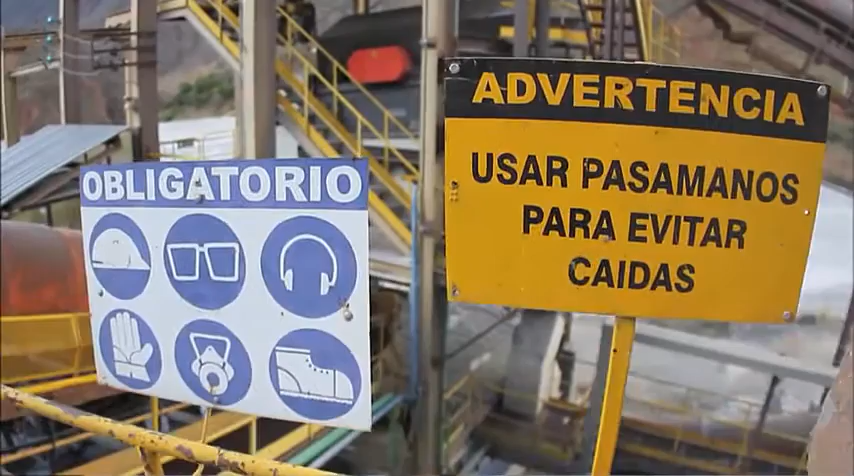 OBLIGATORIO
ADVERTENCIA
USAR PASAMANOS
PARA EVITAR
CAIDAS